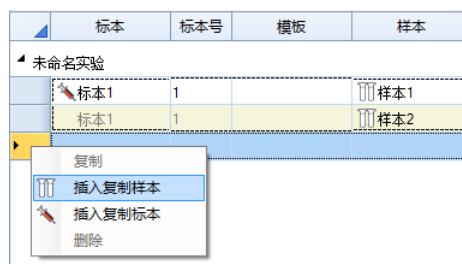 标本 标本号 模板 样本
未命名实验
标本1 1 样本1
标本1 1 样本2
复制
插入复制样本
插入复制标本
删除